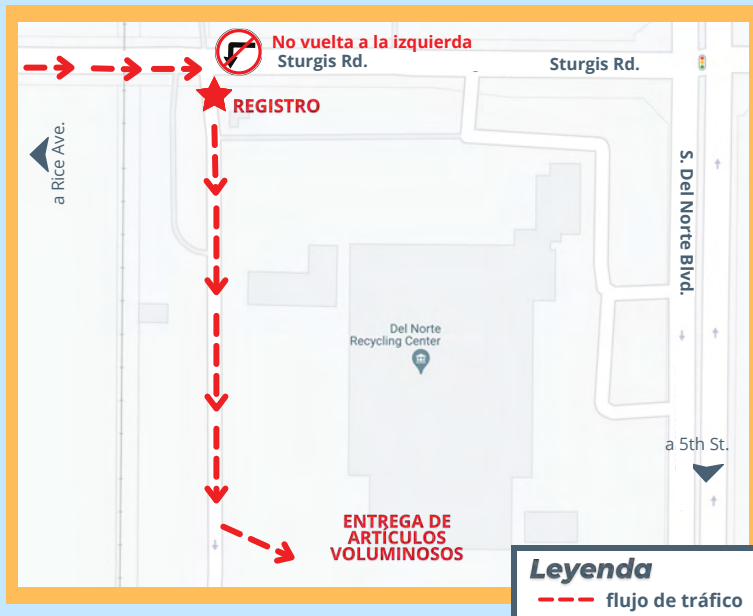 No vuelta a la izquierda
Sturgis Rd.
Sturgis Rd.
REGISTRO
a Rice Ave.
S. Del Norte Blvd.
Del Norte
Recycling Center
a 5th St.
ENTREGA DE
ARTÍCULOS
VOLUMINOSOS
Leyenda
flujo de tráfico